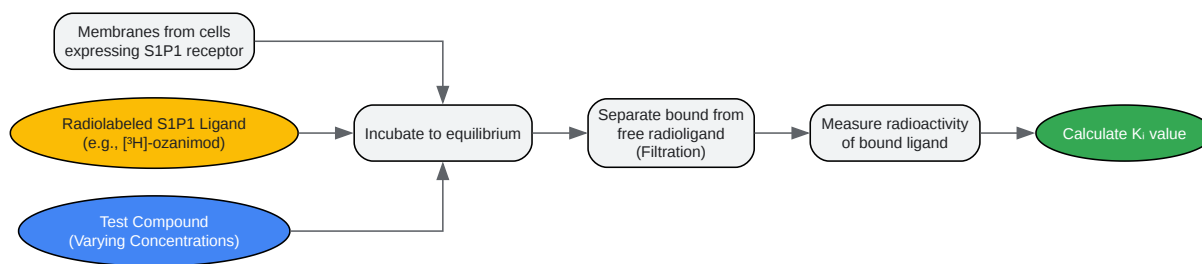 Membranes from cells
expressing S1P1 receptor
Radiolabeled S1P1 Ligand
(e.g., [³H]-ozanimod)
Test Compound
(Varying Concentrations)
Incubate to equilibrium
Separate bound from
free radioligand
(Filtration)
Measure radioactivity
of bound ligand
Calculate Kᵢ value